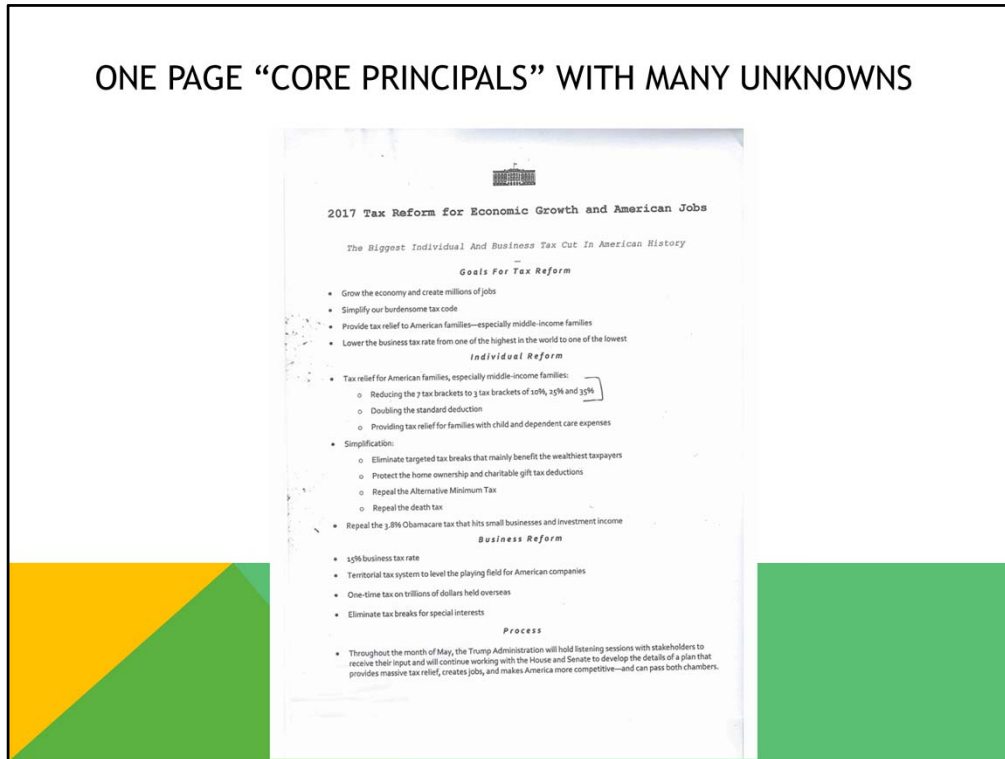 ONE PAGE “CORE PRINCIPALS” WITH MANY UNKNOWNS
2017 Tax Reform for Economic Growth and American Jobs
The Biggest Individual And Business Tax Cut In American History
Goals For Tax Reform
• Grow the economy and create millions of jobs
• Simplify our burdensome tax code
• Provide tax relief to American families—especially middle-income families
• Lower the business tax rate from one of the highest in the world to one of the lowest
Individual Reform
• Tax relief for American families, especially middle-income families:
o Reducing the 7 tax brackets to 3 tax brackets of 10%, 25% and 35%
o Doubling the standard deduction
o Providing tax relief for families with child and dependent care expenses
• Simplification:
o Eliminate targeted tax breaks that mainly benefit the wealthiest taxpayers
o Protect the home ownership and charitable gift tax deductions
o Repeal the Alternative Minimum Tax
o Repeal the death tax
• Repeal the 3.8% Obamacare tax that hits small businesses and investment income
Business Reform
• 15% business tax rate
• Territorial tax system to level the playing field for American companies
• One-time tax on trillions of dollars held overseas
• Eliminate tax breaks for special interests
Process
• Throughout the month of May, the Trump Administration will hold listening sessions with stakeholders to
receive their input and will continue working with the House and Senate to develop the details of a plan that
provides massive tax relief, creates jobs, and makes America more competitive—and can pass both chambers.